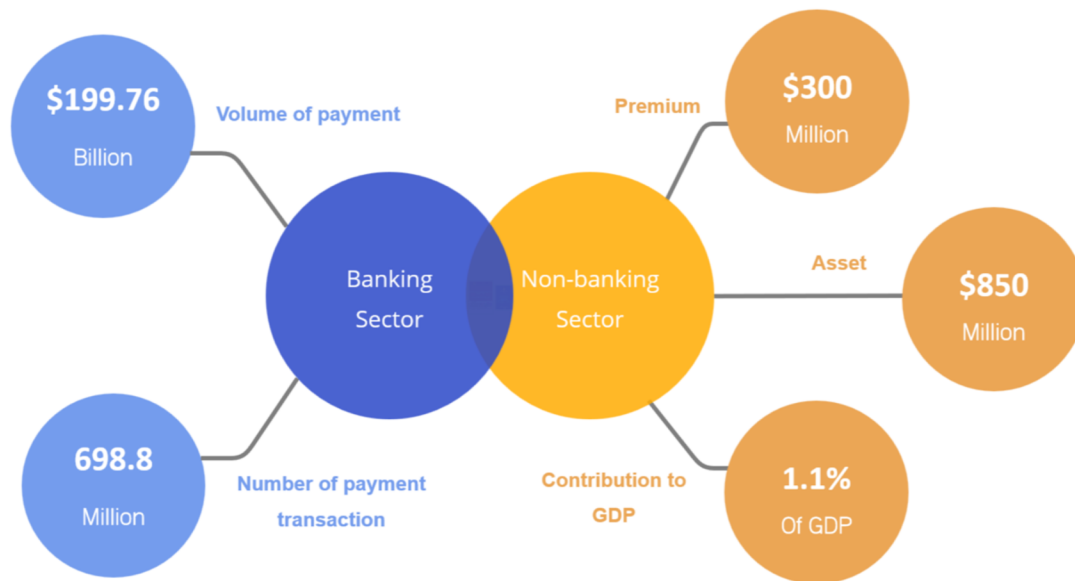 $199.76
Billion
Volume of payment
Banking
Sector
698.8
Million
Number of payment
transaction
Premium
$300
Million
Non-banking
Sector
Asset
$850
Million
Contribution to
GDP
1.1%
Of GDP